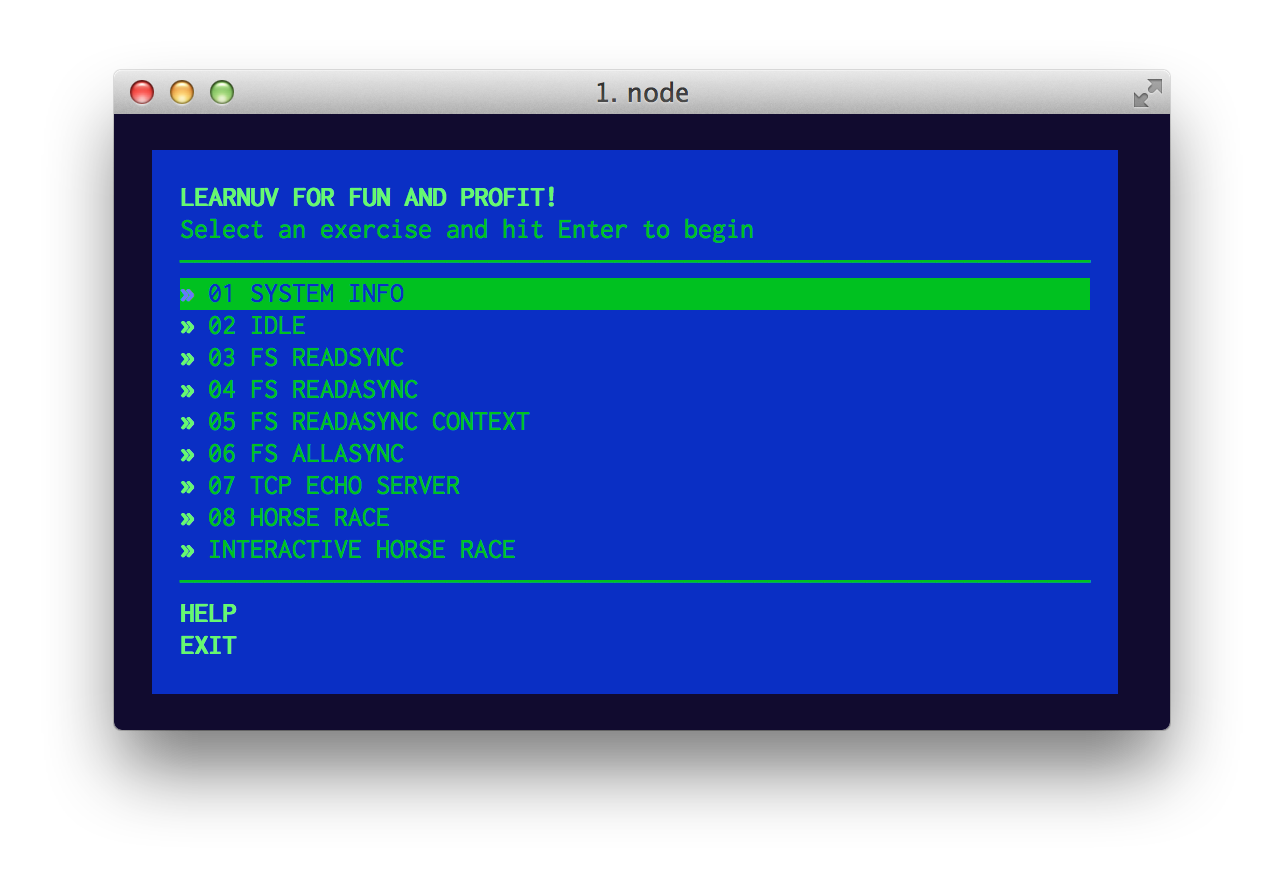 1. node
LEARNUV FOR FUN AND PROFIT!
Select an exercise and hit Enter to begin
» 01 SYSTEM INFO
» 02 IDLE
» 03 FS READSYNC
» 04 FS READASYNC
» 05 FS READASYNC CONTEXT
» 06 FS ALLASYNC
» 07 TCP ECHO SERVER
» 08 HORSE RACE
» INTERACTIVE HORSE RACE
HELP
EXIT